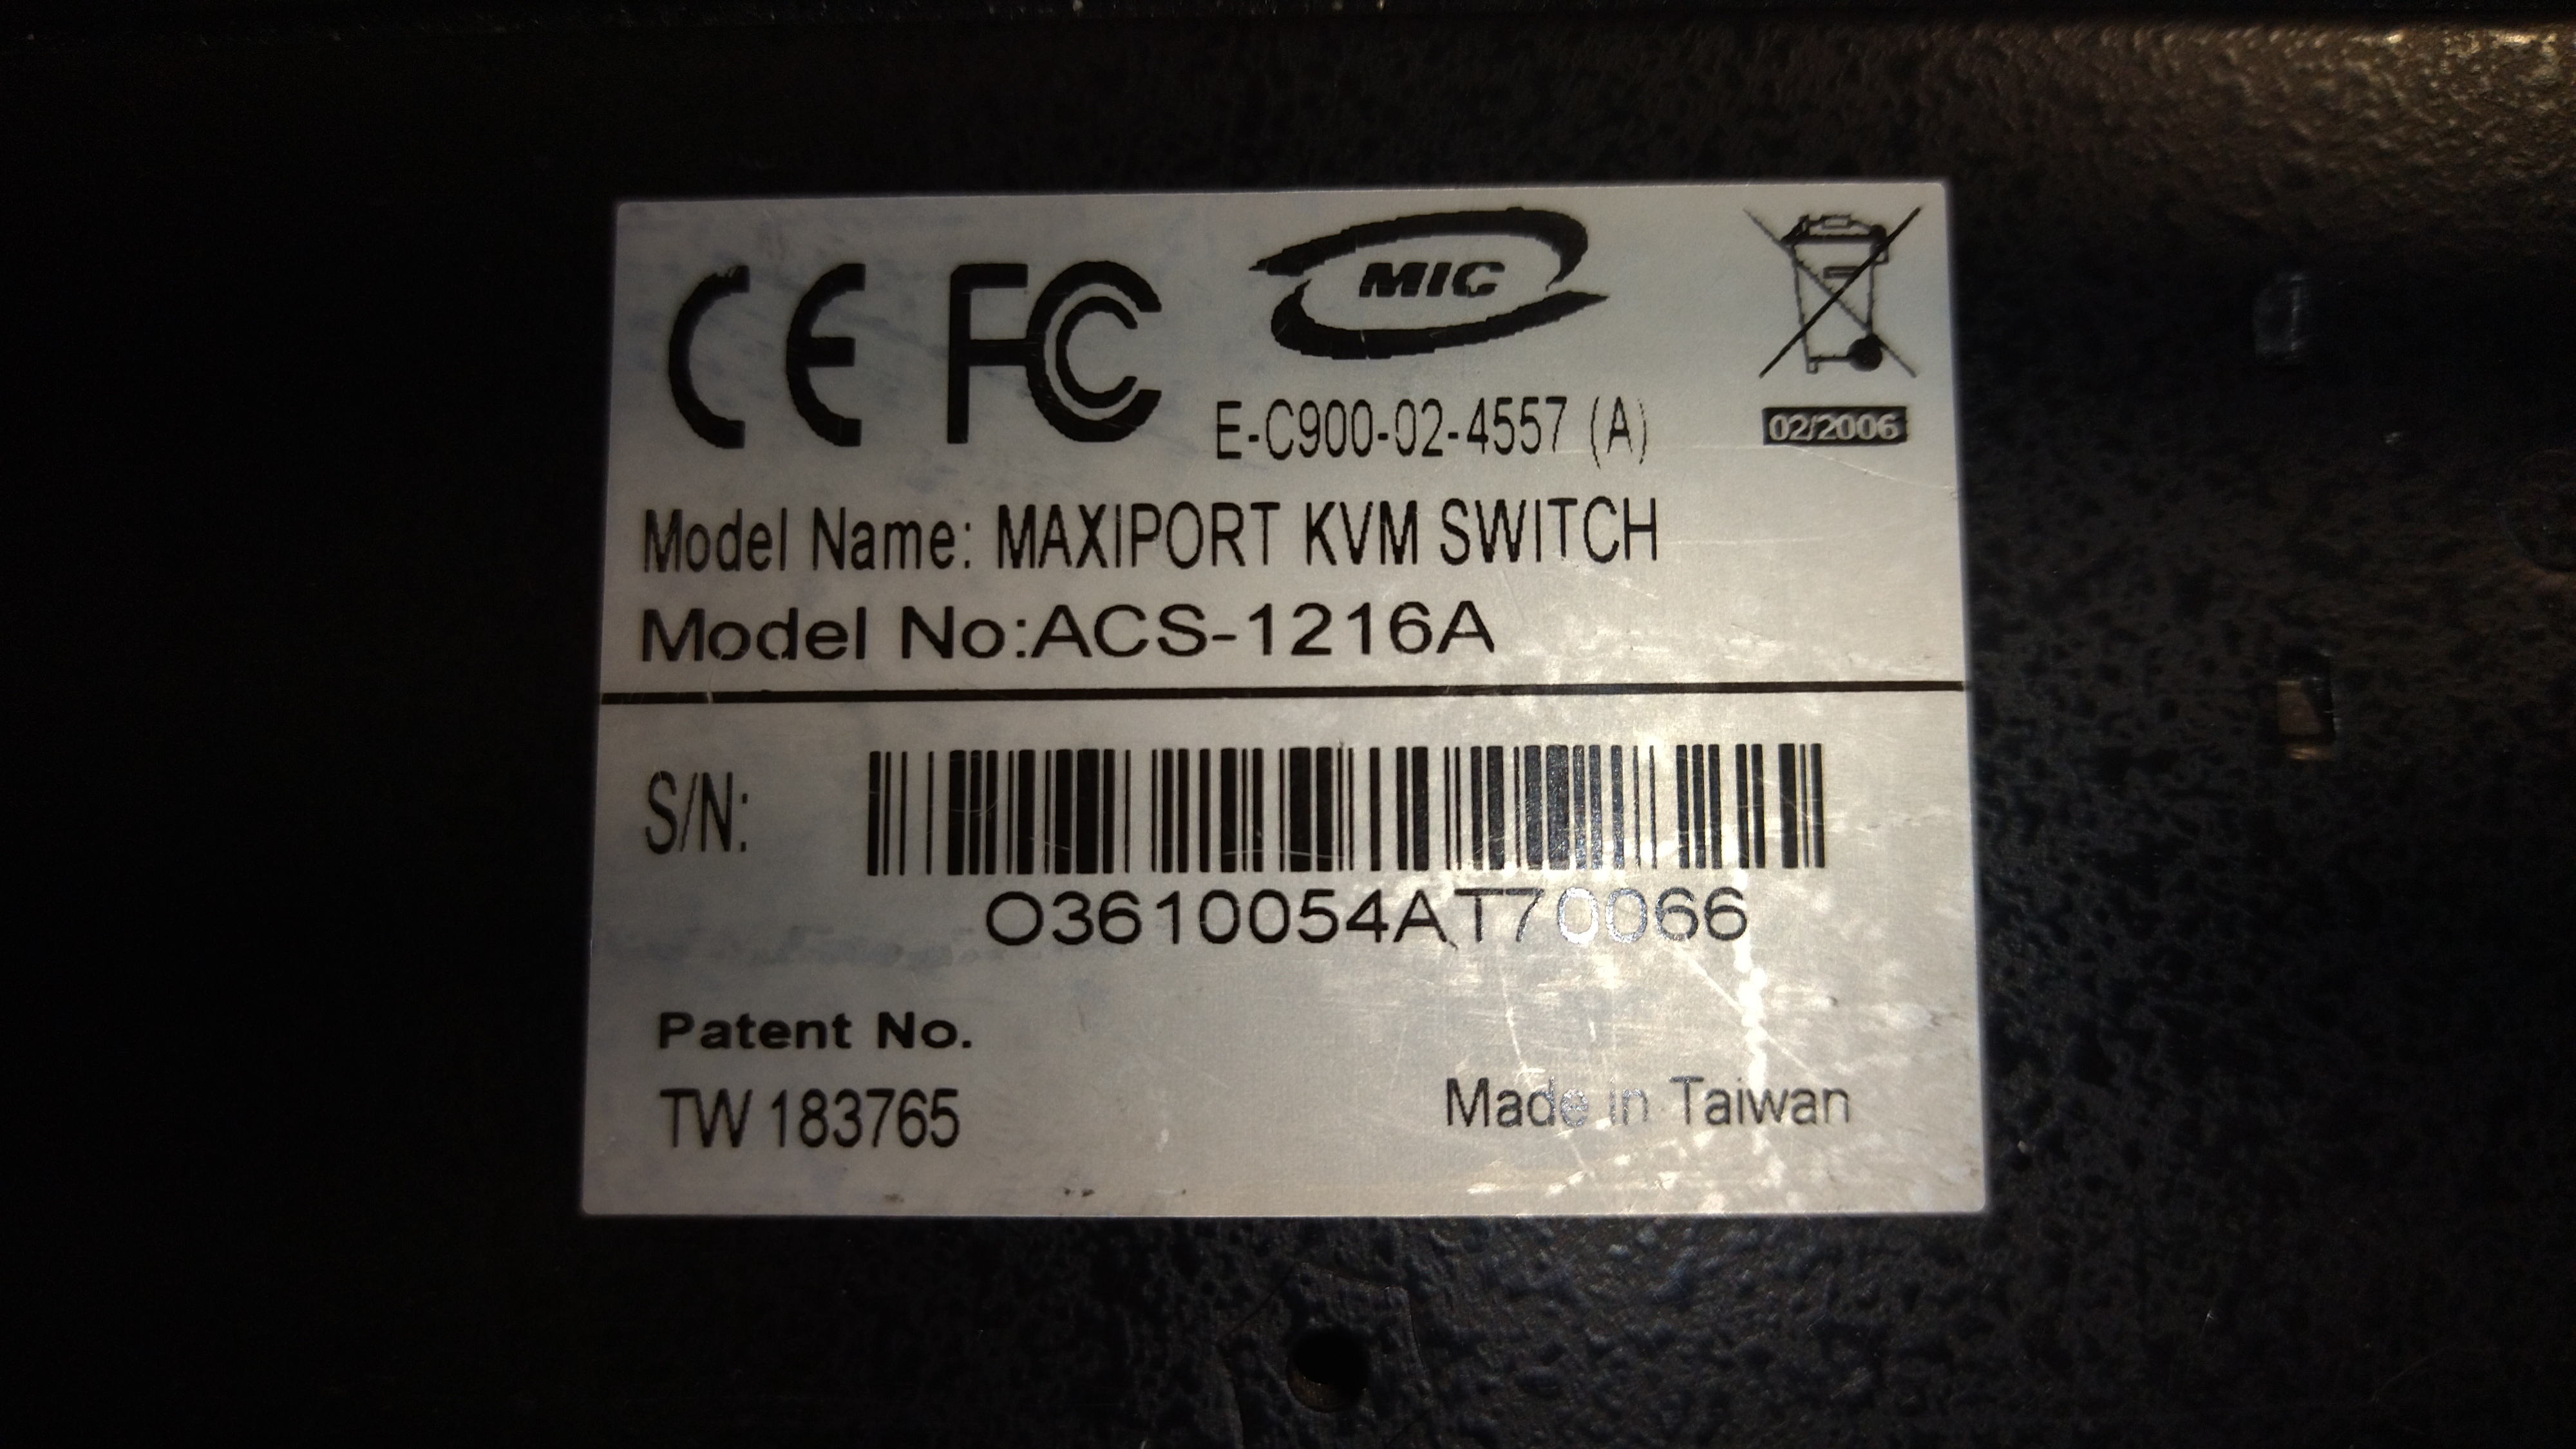 CE FC MIC
E-C900-02-4557 (A)
02/2006
Model Name: MAXIPORT KVM SWITCH
Model No:ACS-1216A
S/N:
O3610054AT70066
Patent No.
TW 183765
Made in Taiwan